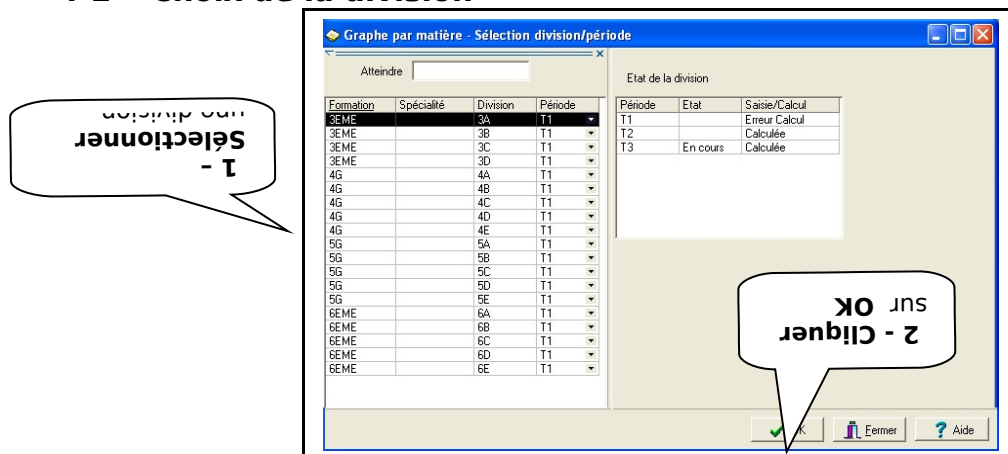 Graphe par matière - Sélection division/période
Atteindre
Etat de la division
Formation Spécialité Division Période
3EME 3A T1
3EME 3B T1
3EME 3C T1
3EME 3D T1
4G 4A T1
4G 4B T1
4G 4C T1
4G 4D T1
4G 4E T1
5G 5A T1
5G 5B T1
5G 5C T1
5G 5D T1
5G 5E T1
6EME 6A T1
6EME 6B T1
6EME 6C T1
6EME 6D T1
6EME 6E T1
Période Etat Saisie/Calcul
T1 Erreur Calcul
T2 Calculée
T3 En cours Calculée
1 -
Sélectionner
une division
2 - Cliquer
sur OK
Fermer
? Aide